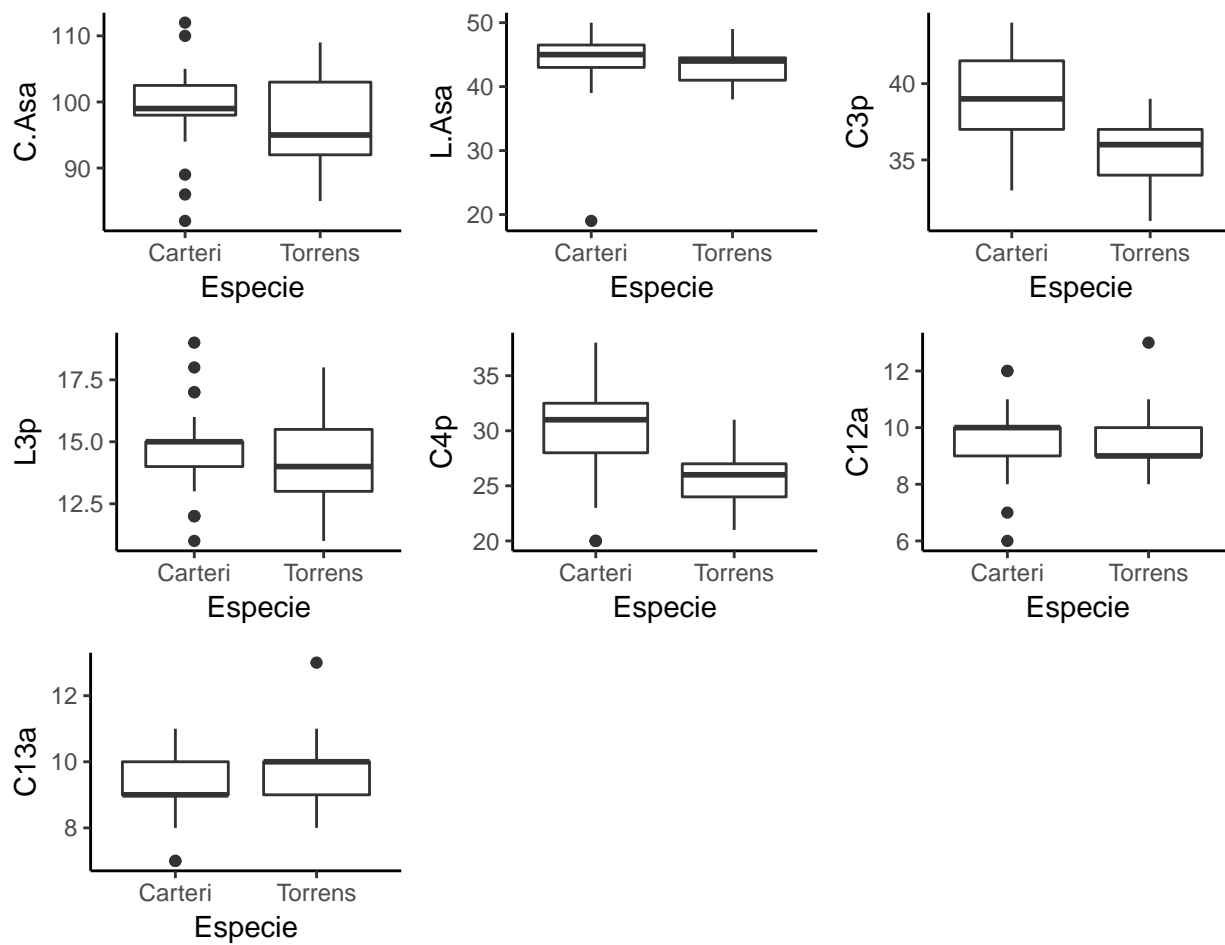 C.Asa
110
100
90
Carteri Torrens
Especie
L.Asa
50
40
30
20
Carteri Torrens
Especie
C3p
40
35
Carteri Torrens
Especie
L3p
17.5
15.0
12.5
Carteri Torrens
Especie
C4p
35
30
25
20
Carteri Torrens
Especie
C12a
12
10
8
6
Carteri Torrens
Especie
C13a
12
10
8
Carteri Torrens
Especie